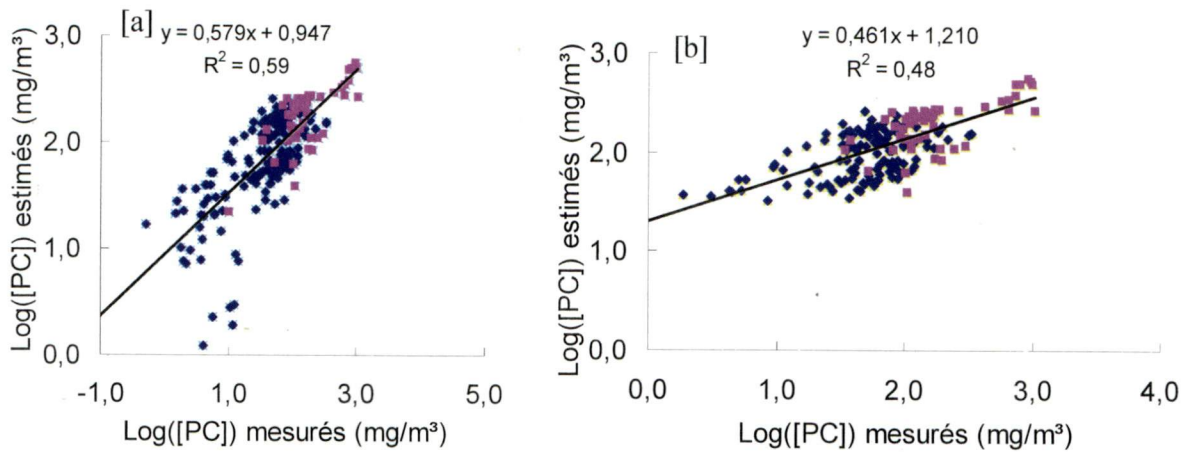 [a]
y = 0,579x + 0,947
R² = 0,59
Log([PC]) estimés (mg/m³)
3,0
2,0
1,0
0,0
-1,0 1,0 3,0 5,0
Log([PC]) mesurés (mg/m³)
[b]
y = 0,461x + 1,210
R² = 0,48
Log([PC]) estimés (mg/m³)
3,0
2,0
1,0
0,0
0,0 1,0 2,0 3,0 4,0
Log([PC]) mesurés (mg/m³)